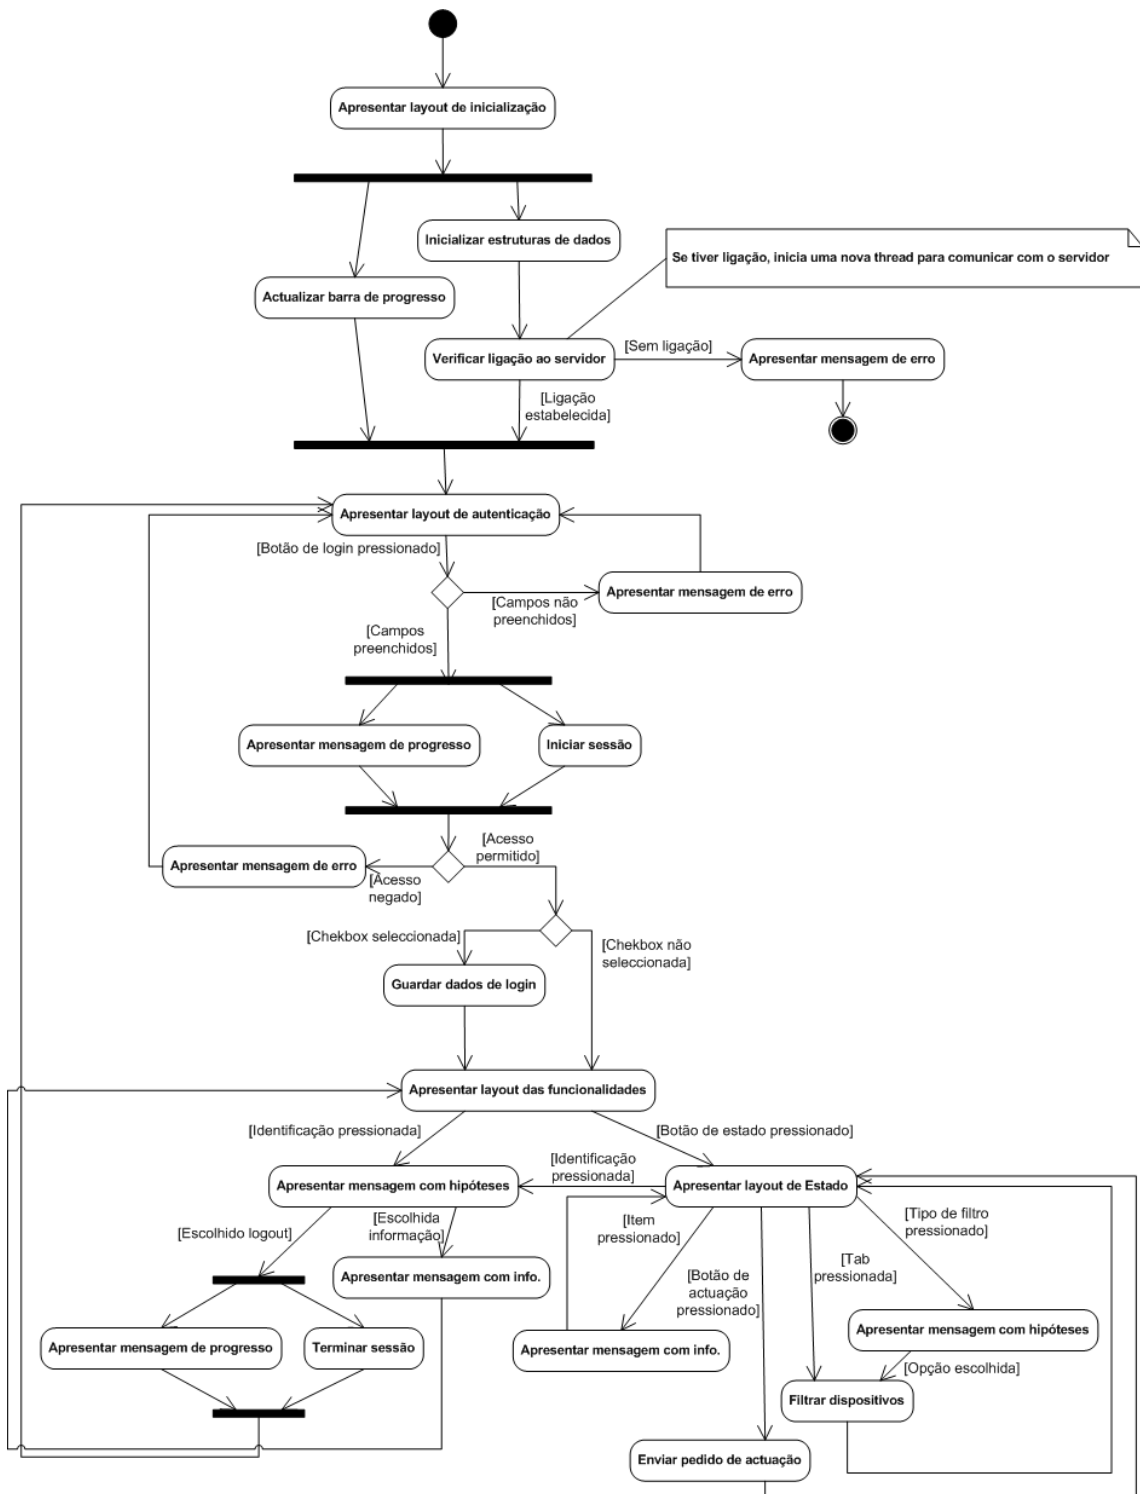 Apresentar layout de inicialização
Inicializar estruturas de dados
Se tiver ligação, inicia uma nova thread para comunicar com o servidor
Actualizar barra de progresso
Verificar ligação ao servidor
[Sem ligação]
Apresentar mensagem de erro
[Ligação
estabelecida]
Apresentar layout de autenticação
[Botão de login pressionado]
[Campos não
preenchidos]
Apresentar mensagem de erro
[Campos
preenchidos]
Apresentar mensagem de progresso
Iniciar sessão
[Acesso
permitido]
Apresentar mensagem de erro
[Acesso
negado]
[Chekbox seleccionada]
[Chekbox não
seleccionada]
Guardar dados de login
Apresentar layout das funcionalidades
[Identificação pressionada]
[Botão de estado pressionado]
[Identificação
pressionada]
Apresentar mensagem com hipóteses
Apresentar layout de Estado
[Escolhido logout]
[Escolhida
informação]
[Item
pressionado]
[Tipo de filtro
pressionado]
[Tab
pressionada]
[Botão de
actuação
pressionado]
Apresentar mensagem com info.
Apresentar mensagem de progresso
Terminar sessão
Apresentar mensagem com info.
Apresentar mensagem com hipóteses
[Opção escolhida]
Filtrar dispositivos
Enviar pedido de actuação